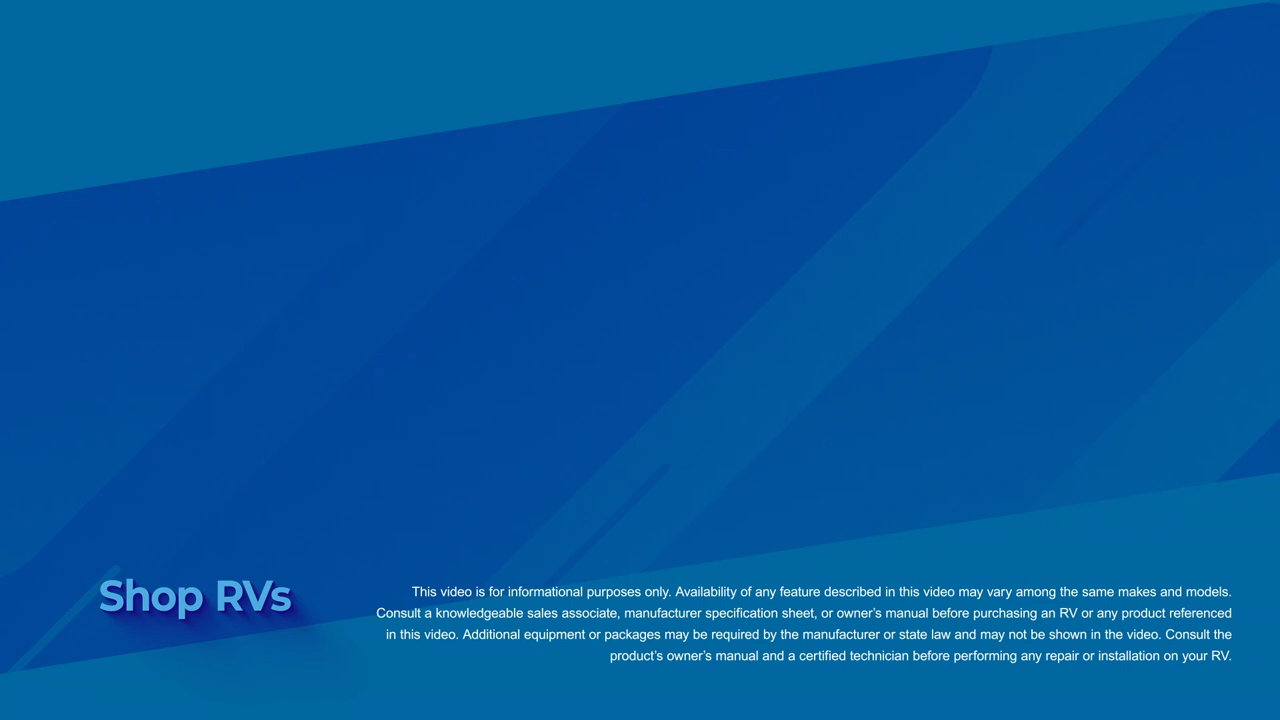 Shop RVs
This video is for informational purposes only. Availability of any feature described in this video may vary among the same makes and models.
Consult a knowledgeable sales associate, manufacturer specification sheet, or owner’s manual before purchasing an RV or any product referenced
in this video. Additional equipment or packages may be required by the manufacturer or state law and may not be shown in the video. Consult the
product’s owner’s manual and a certified technician before performing any repair or installation on your RV.